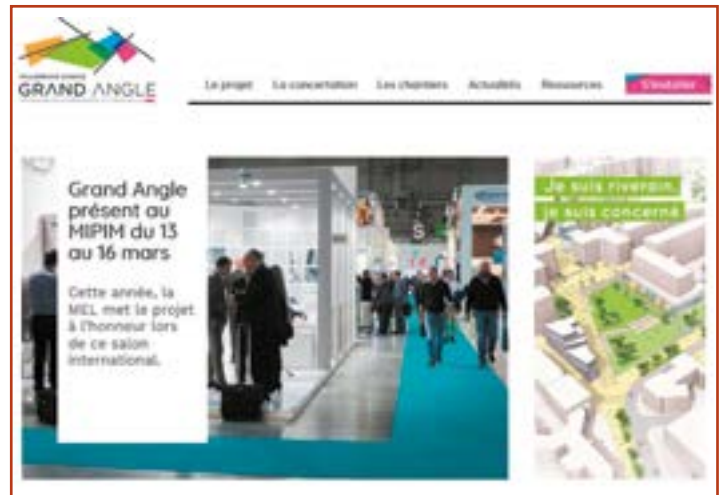 GRAND ANGLE
Le projet La concertation Les chantiers Actualités Ressources S'installer
Grand Angle
présent au
MIPIM du 13
au 16 mars
Cette année, la
MEL met le projet
à l'honneur lors
de ce salon
international.
S
Je suis riverain,
je suis concerné